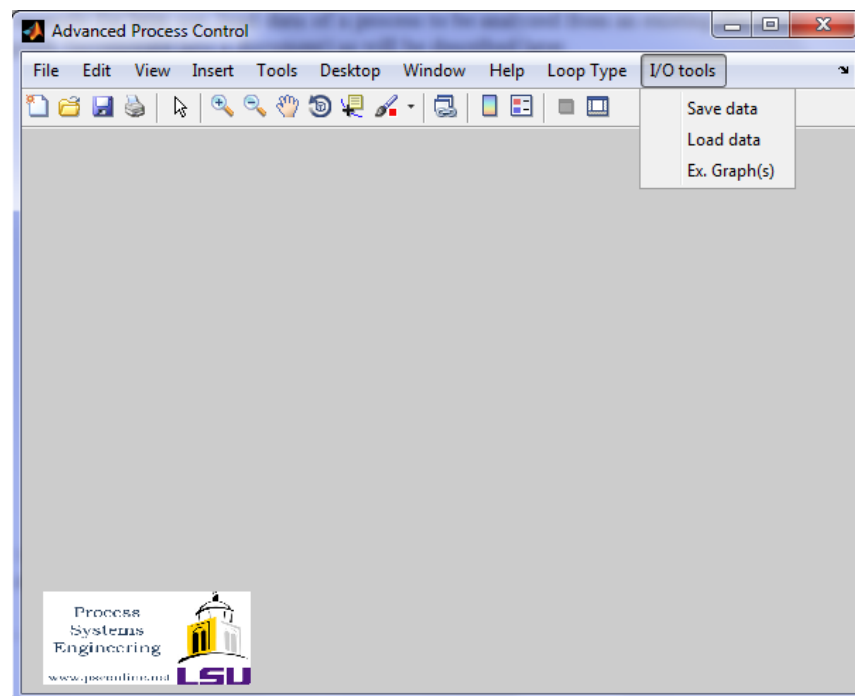 Advanced Process Control
File Edit View Insert Tools Desktop Window Help Loop Type I/O tools
Save data
Load data
Ex. Graph(s)
Process
Systems
Engineering
LSU